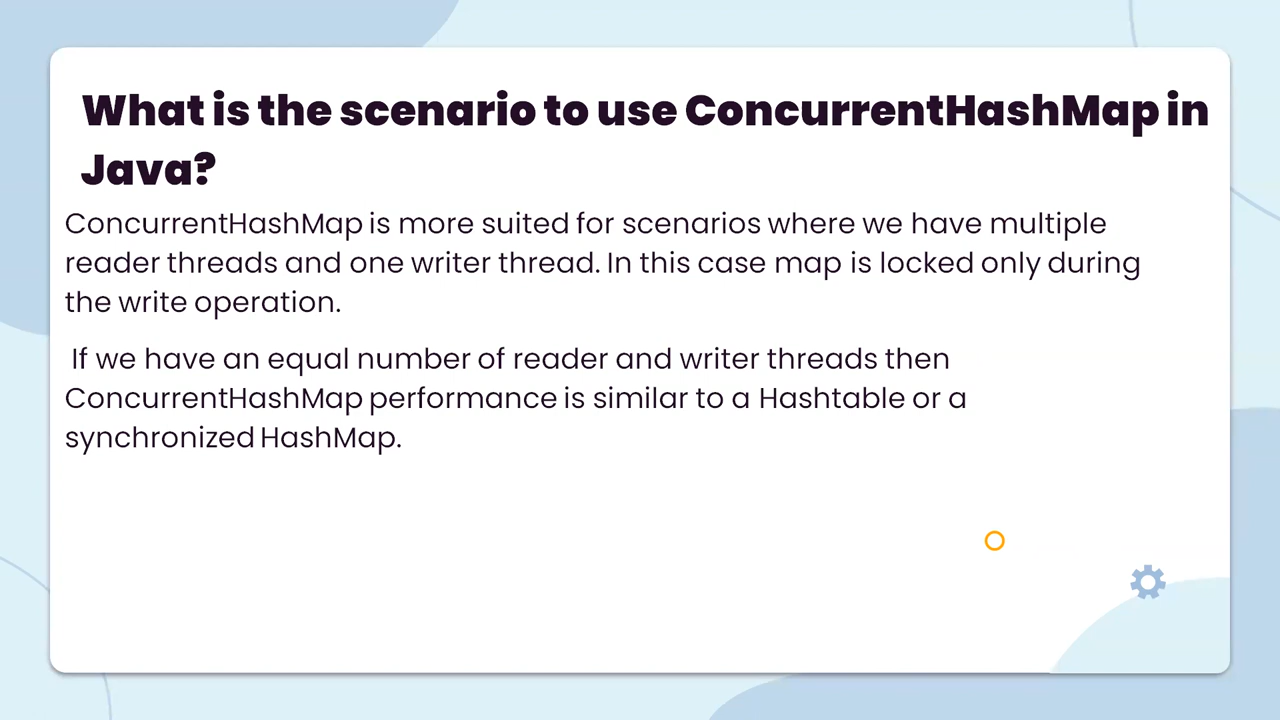 What is the scenario to use ConcurrentHashMap in
Java?
ConcurrentHashMap is more suited for scenarios where we have multiple
reader threads and one writer thread. In this case map is locked only during
the write operation.
If we have an equal number of reader and writer threads then
ConcurrentHashMap performance is similar to a Hashtable or a
synchronized HashMap.